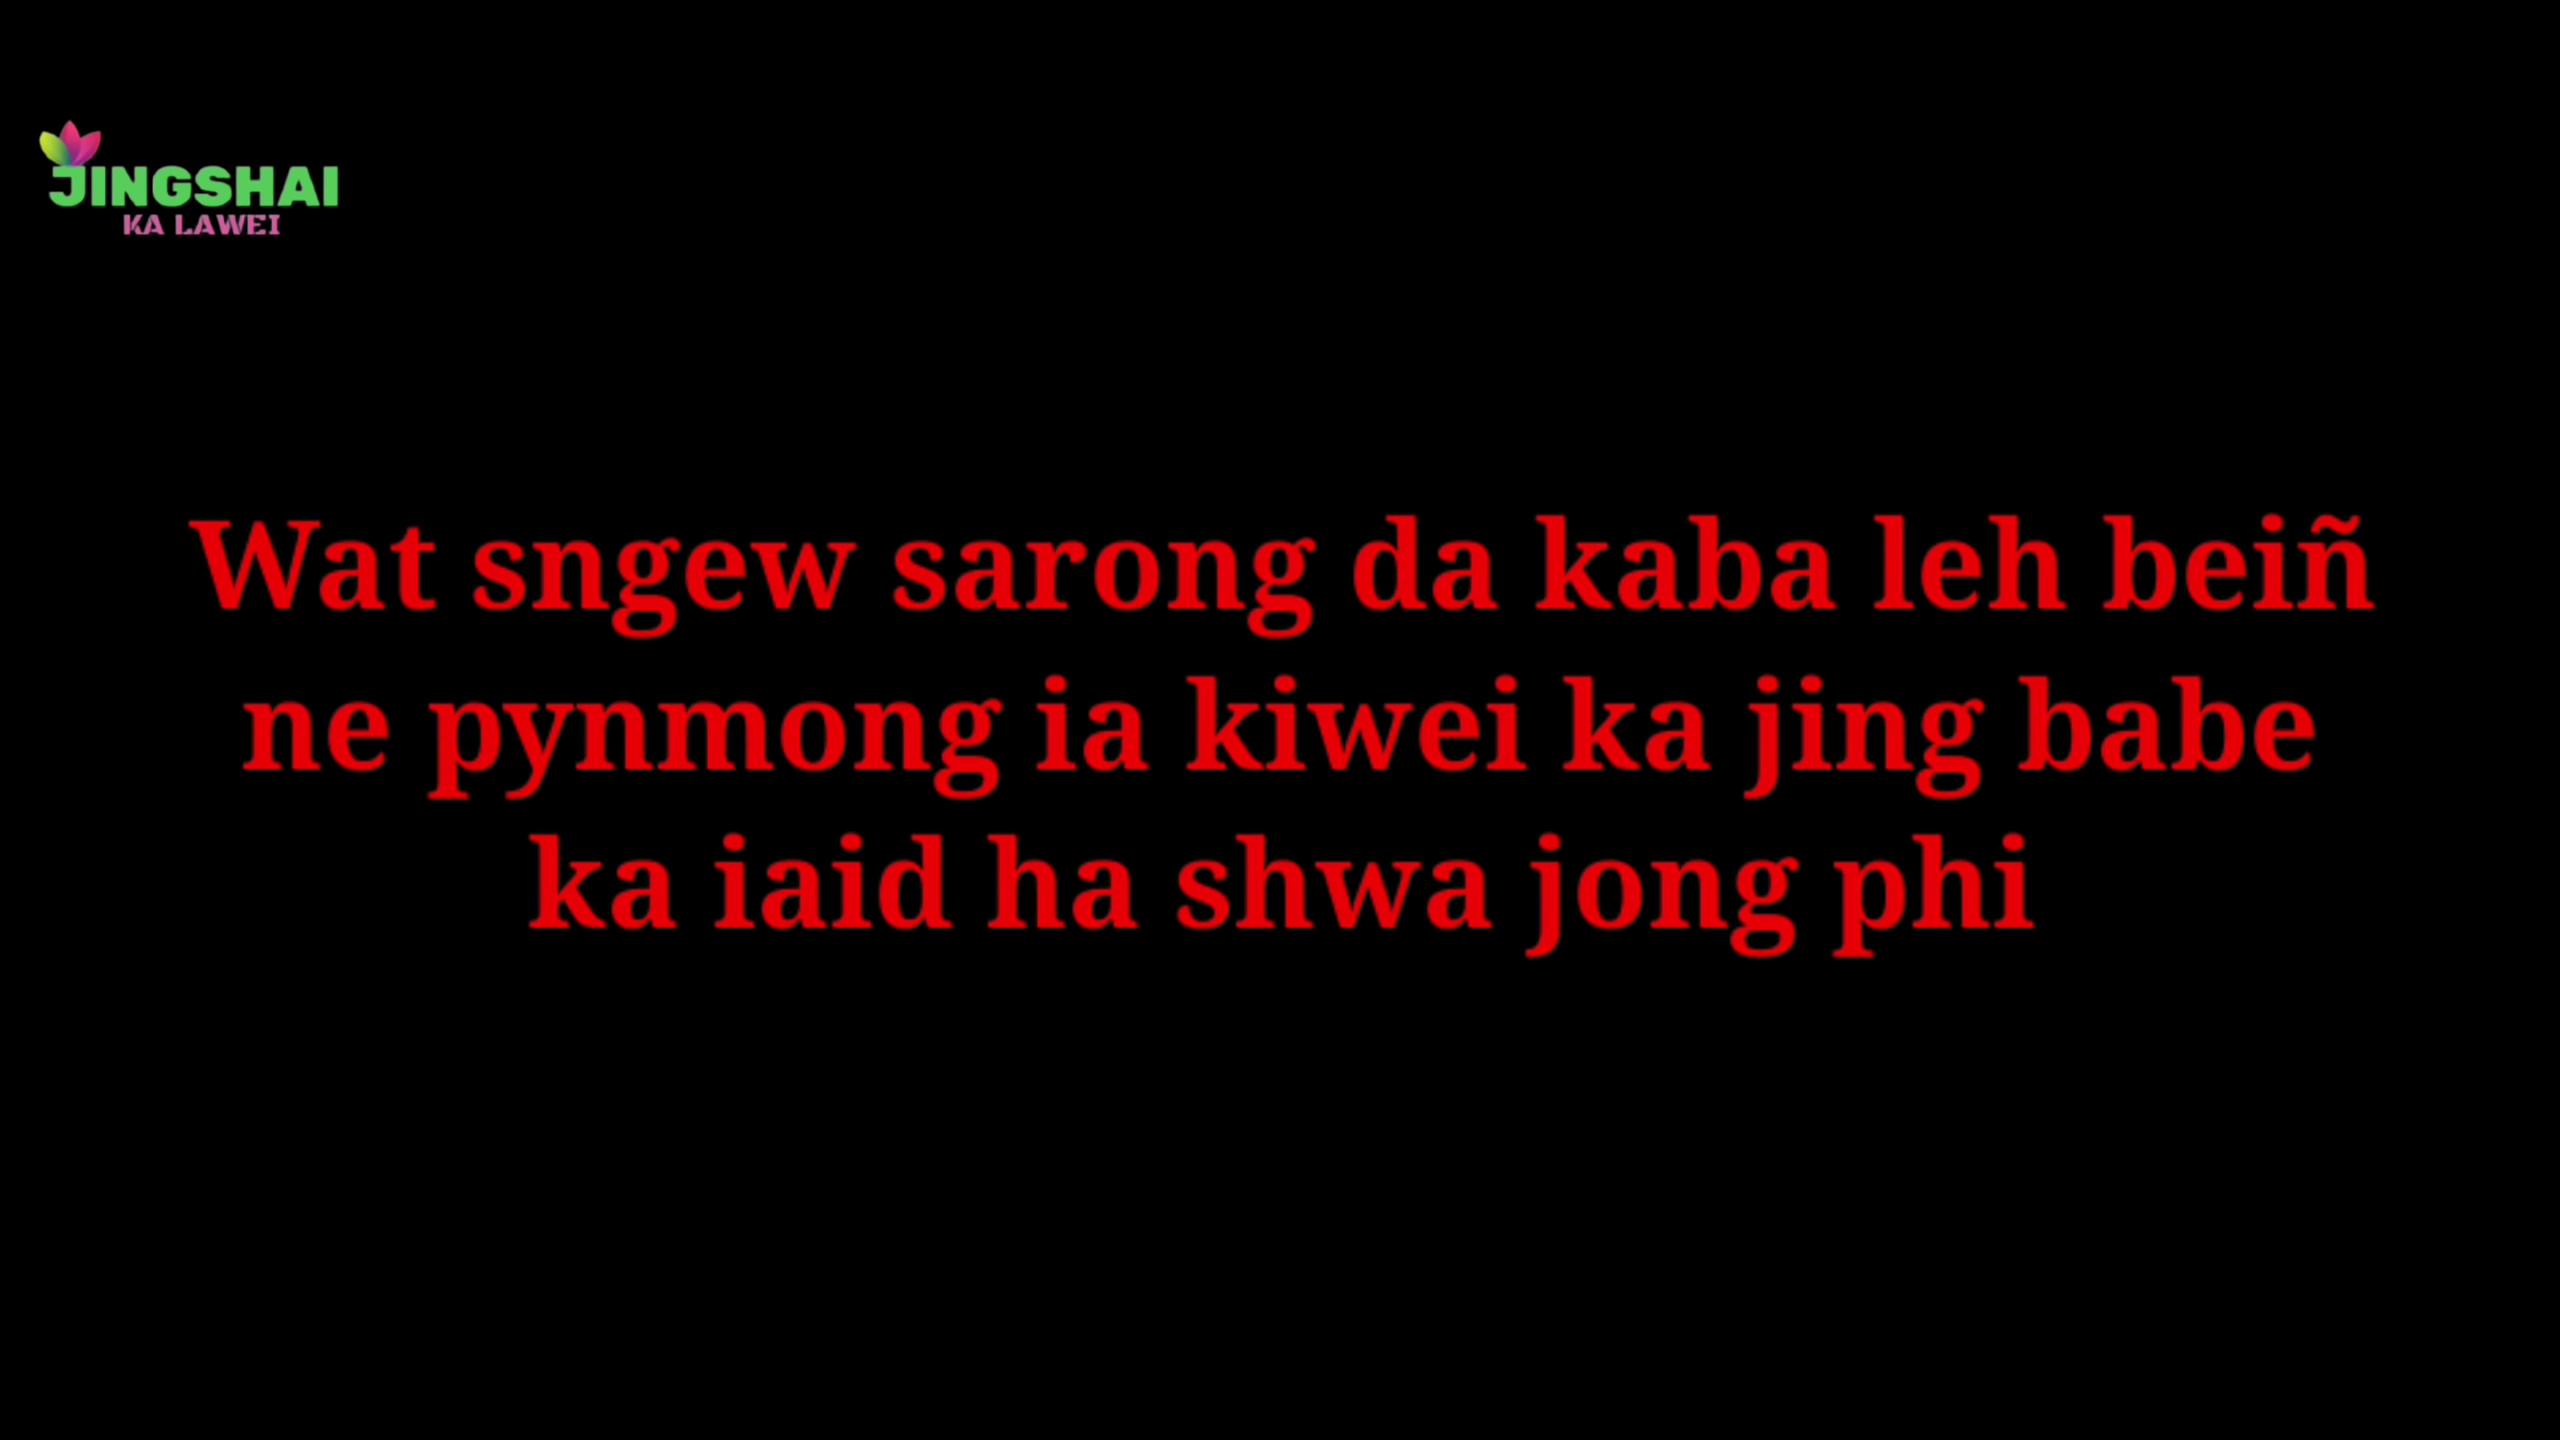 JINGSHAI
KA LAWEI
Wat sngew sarong da kaba leh beiñ
ne pynmong ia kiwei ka jing babe
ka iaid ha shwa jong phi